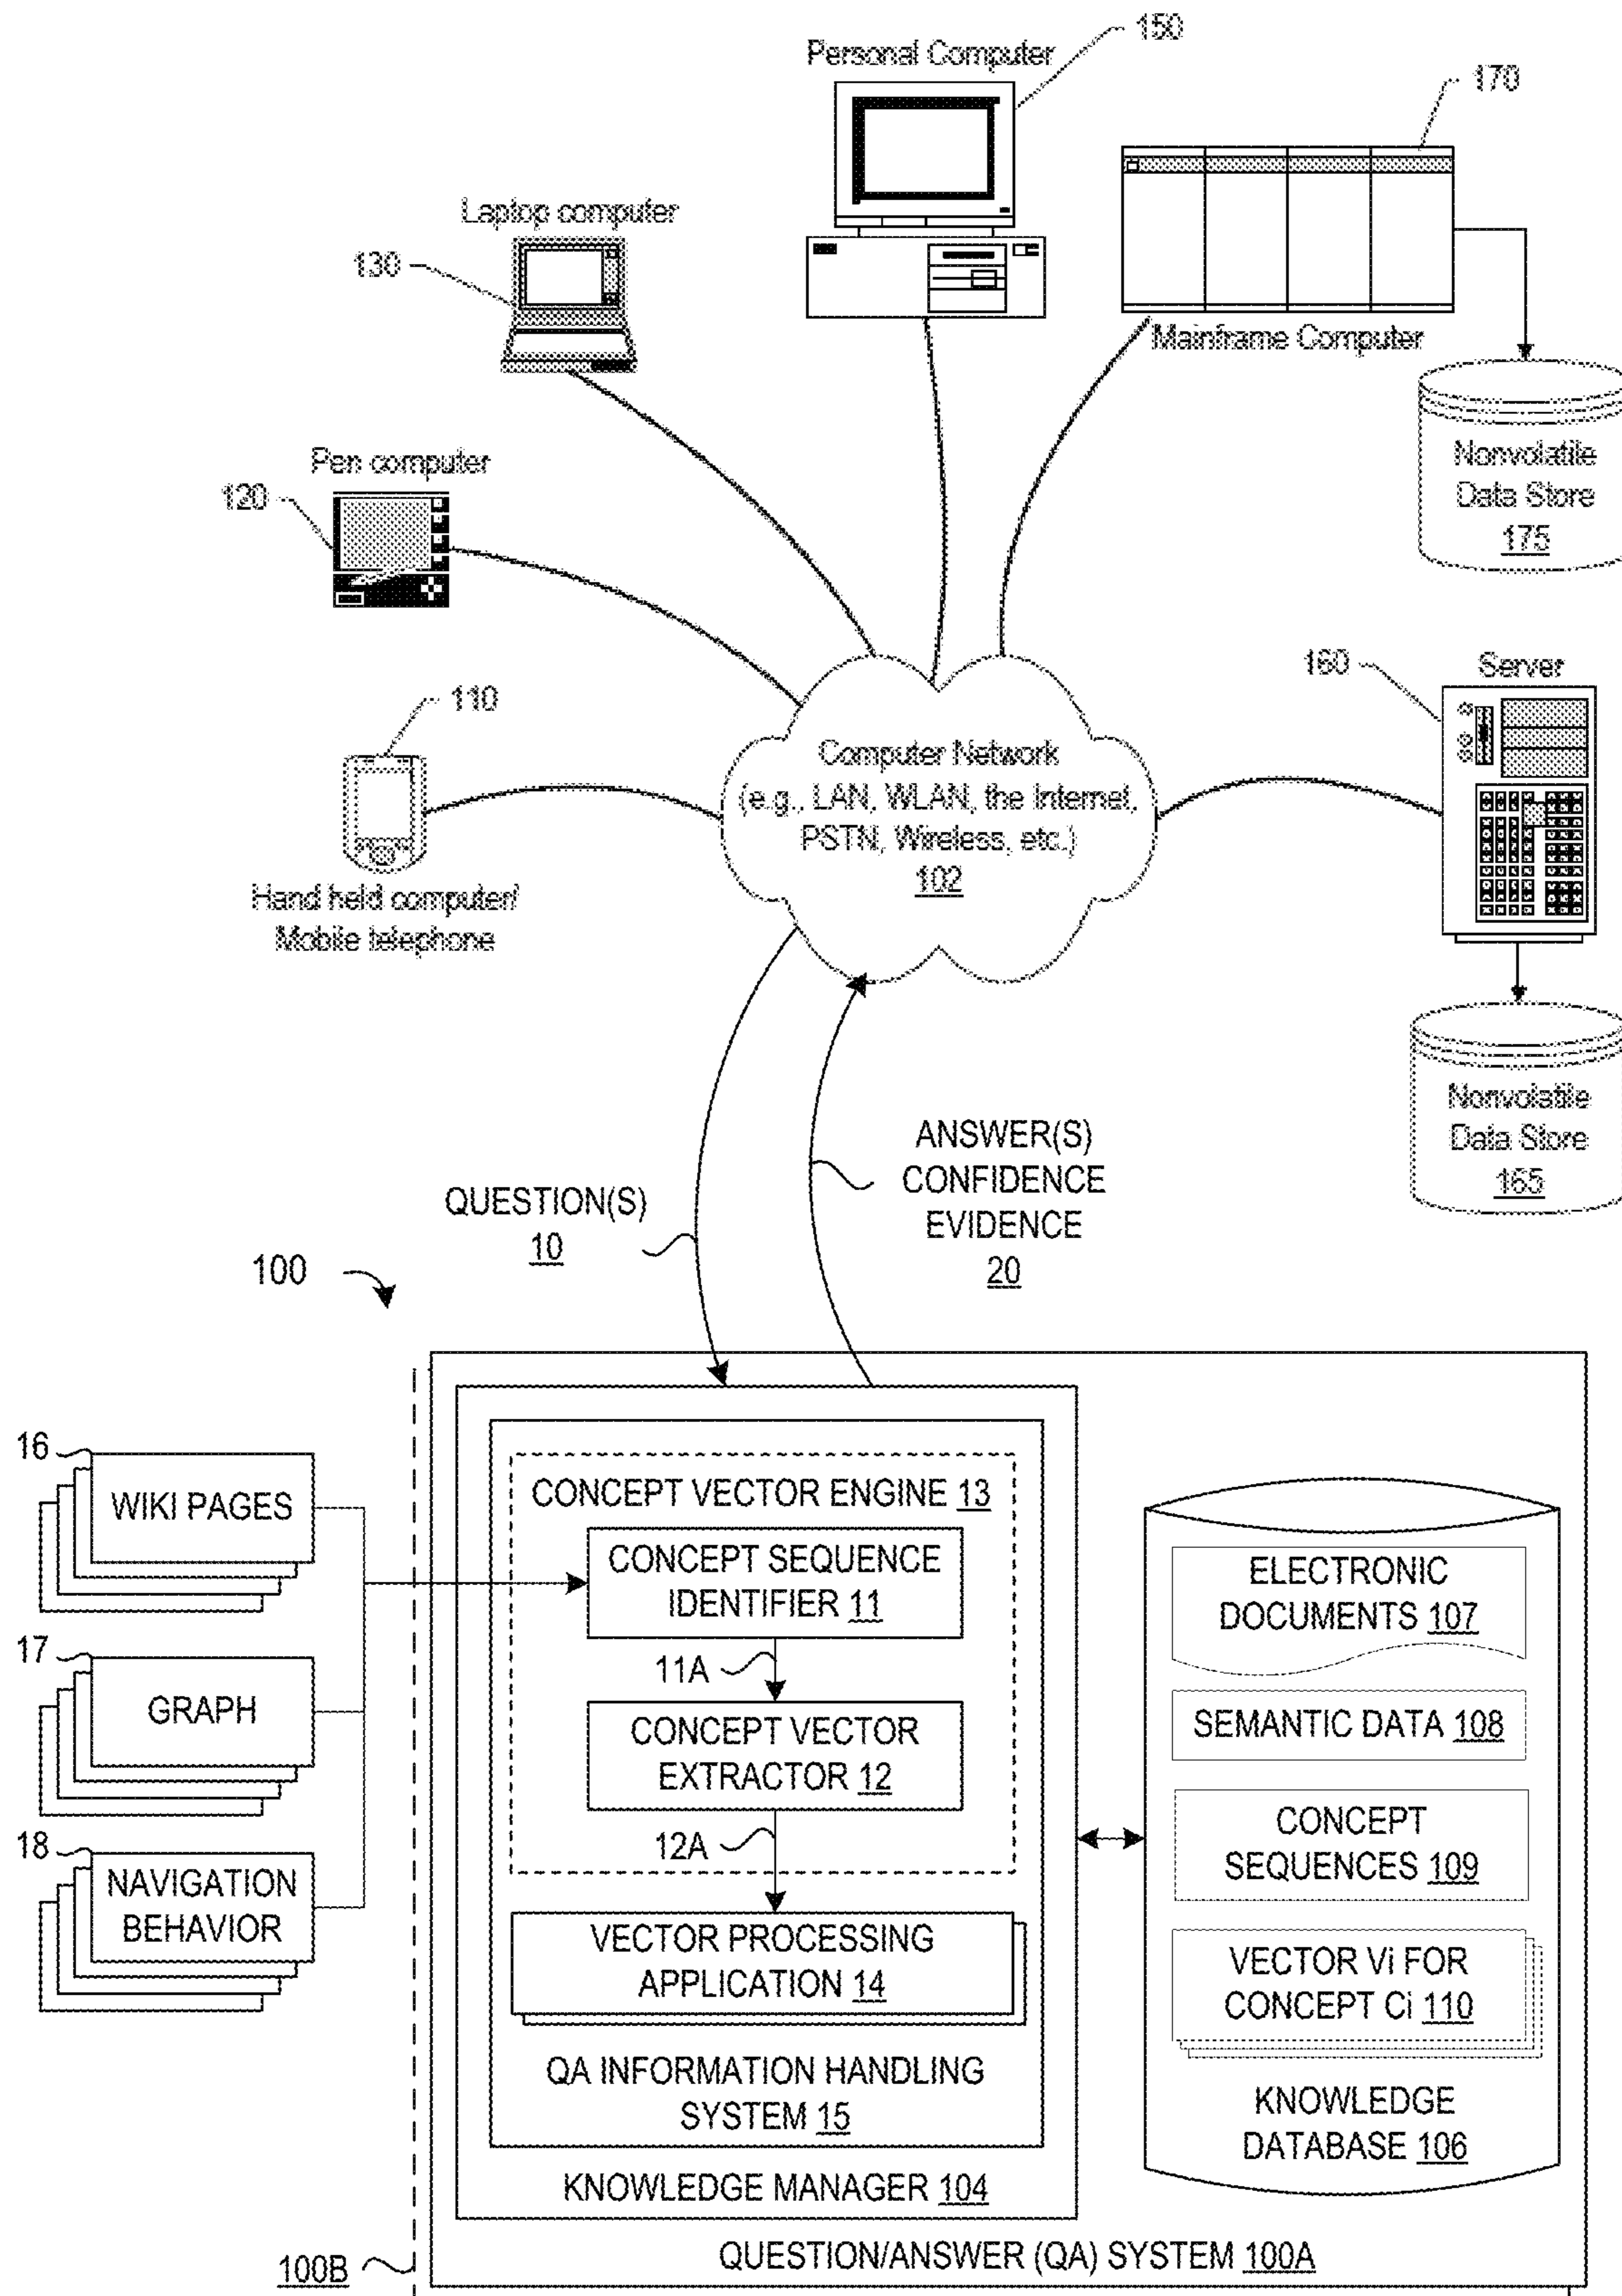 150
Personal Computer
170
Laptop computer
130
Mainframe Computer
Pen computer
120
Nonvolatile
Data Store
175
160
Server
110
Computer Network
(e.g., LAN, WLAN, the Internet,
PSTN, Wireless, etc.)
102
Hand held computer/
Mobile telephone
Nonvolatile
Data Store
165
ANSWER(S)
CONFIDENCE
EVIDENCE
20
QUESTION(S)
10
100
16
WIKI PAGES
17
GRAPH
18
NAVIGATION
BEHAVIOR
CONCEPT VECTOR ENGINE 13
CONCEPT SEQUENCE
IDENTIFIER 11
11A
CONCEPT VECTOR
EXTRACTOR 12
12A
VECTOR PROCESSING
APPLICATION 14
QA INFORMATION HANDLING
SYSTEM 15
KNOWLEDGE MANAGER 104
ELECTRONIC
DOCUMENTS 107
SEMANTIC DATA 108
CONCEPT
SEQUENCES 109
VECTOR Vi FOR
CONCEPT Ci 110
KNOWLEDGE
DATABASE 106
QUESTION/ANSWER (QA) SYSTEM 100A
100B